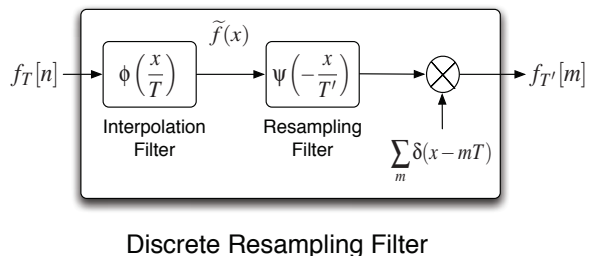 f̃(x)
f_T[n]
ϕ(x/T)
ψ(−x/T′)
f_{T′}[m]
Interpolation
Filter
Resampling
Filter
∑_m δ(x−mT)
Discrete Resampling Filter